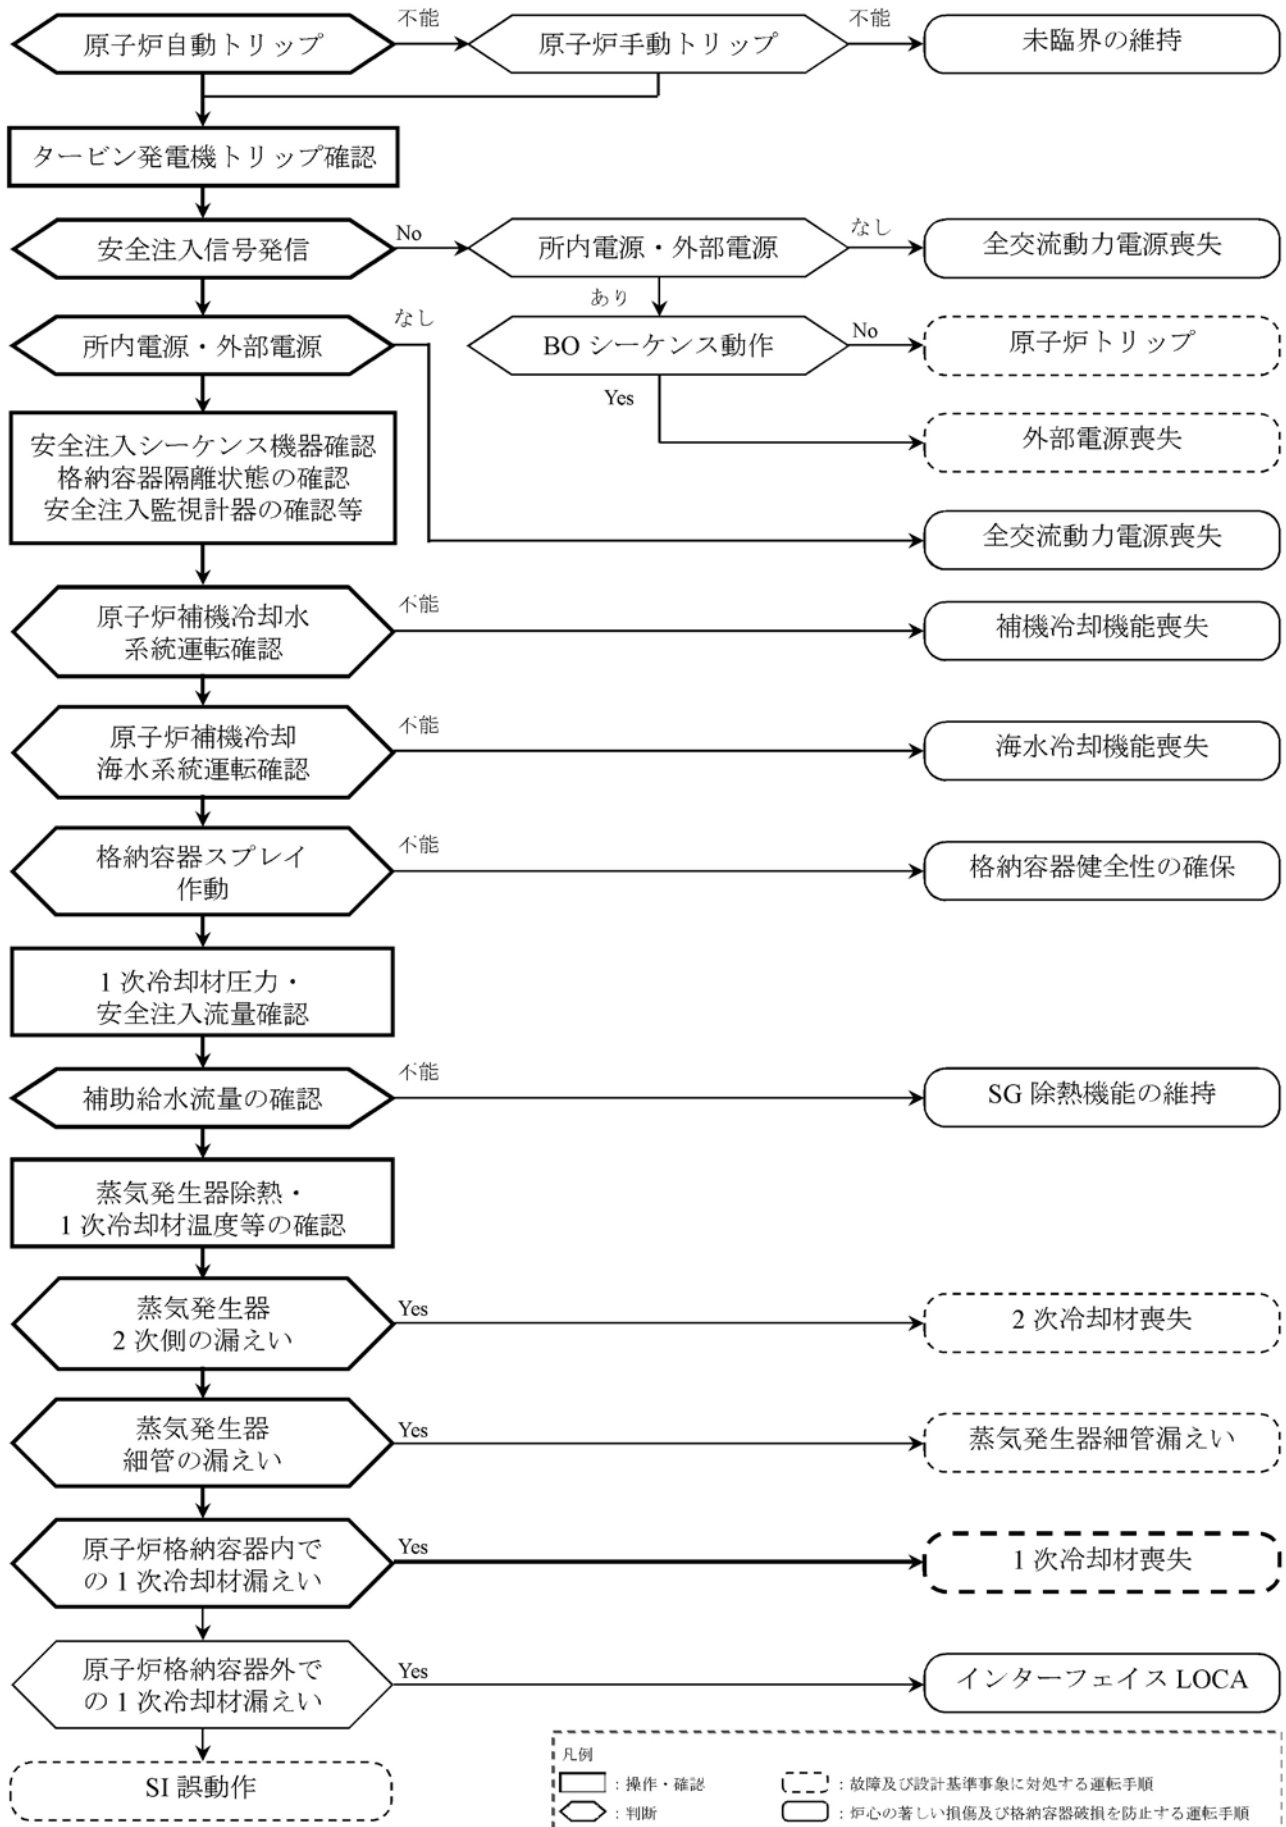 原子炉自動トリップ
不能
原子炉手動トリップ
不能
未臨界の維持
タービン発電機トリップ確認
安全注入信号発信
No
所内電源・外部電源
なし
全交流動力電源喪失
あり
所内電源・外部電源
なし
BO シーケンス動作
No
原子炉トリップ
Yes
外部電源喪失
安全注入シーケンス機器確認
格納容器隔離状態の確認
安全注入監視計器の確認等
全交流動力電源喪失
原子炉補機冷却水
系統運転確認
不能
補機冷却機能喪失
原子炉補機冷却
海水系統運転確認
不能
海水冷却機能喪失
格納容器スプレイ
作動
不能
格納容器健全性の確保
1 次冷却材圧力・
安全注入流量確認
補助給水流量の確認
不能
SG 除熱機能の維持
蒸気発生器除熱・
1 次冷却材温度等の確認
蒸気発生器
2 次側の漏えい
Yes
2 次冷却材喪失
蒸気発生器
細管の漏えい
Yes
蒸気発生器細管漏えい
原子炉格納容器内で
の 1 次冷却材漏えい
Yes
1 次冷却材喪失
原子炉格納容器外で
の 1 次冷却材漏えい
Yes
インターフェイス LOCA
SI 誤動作
凡例
：操作・確認
：故障及び設計基準事象に対処する運転手順
：判断
：炉心の著しい損傷及び格納容器破損を防止する運転手順